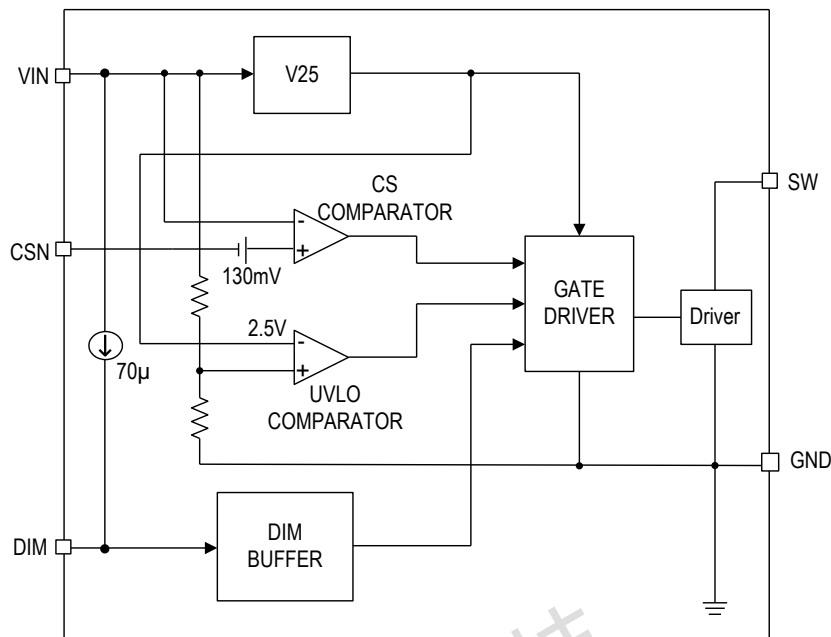 VIN
V25
SW
CS
COMPARATOR
-
+
CSN
130mV
GATE
DRIVER
Driver
2.5V
-
+
70µ
UVLO
COMPARATOR
GND
DIM
DIM
BUFFER